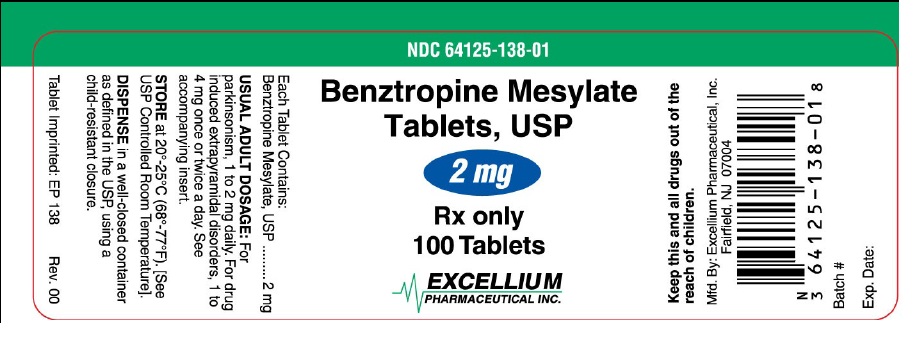 NDC 64125-138-01
Each Tablet Contains:
Benztropine Mesylate, USP ..........2 mg
USUAL ADULT DOSAGE: For
parkinsonism, 1 to 2 mg daily. For drug
induced extrapyramidal disorders, 1 to
4 mg once or twice a day. See
accompanying insert.
STORE at 20°-25°C (68°-77°F). [See
USP Controlled Room Temperature].
DISPENSE in a well-closed container
as defined in the USP, using a
child-resistant closure.
Tablet Imprinted: EP 138 Rev. 00
Benztropine Mesylate
Tablets, USP
2 mg
Rx only
100 Tablets
EXCELLIUM
PHARMACEUTICAL INC.
Keep this and all drugs out of the
reach of children.
Mfd. By: Excellium Pharmaceutical, Inc.
Fairfield, NJ 07004
N
3 64125-138-01 8
Batch #
Exp. Date: